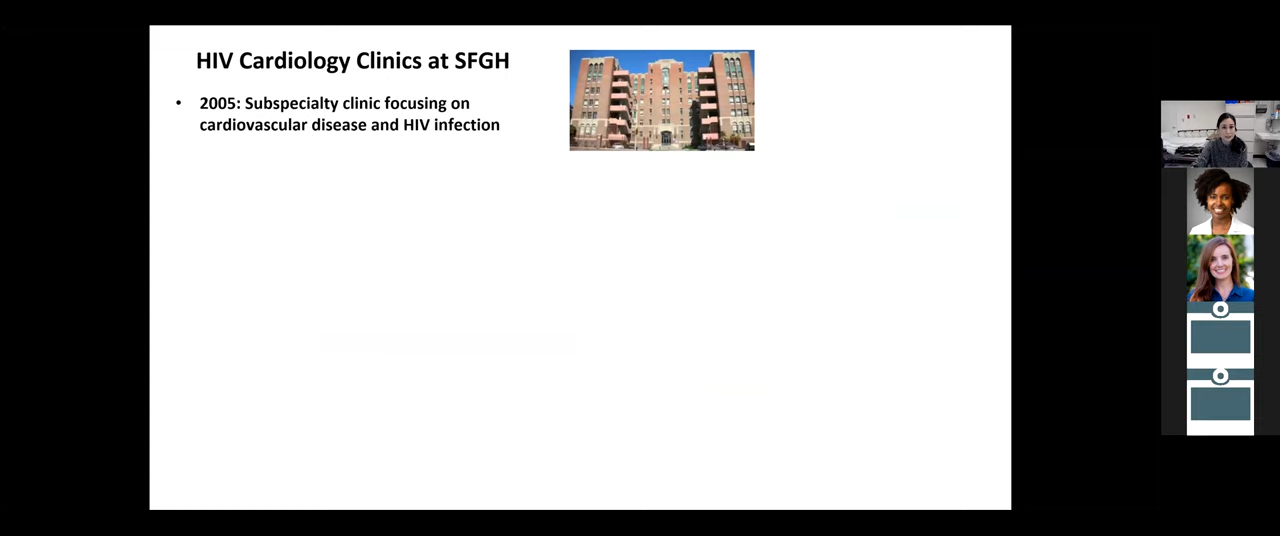 HIV Cardiology Clinics at SFGH
• 2005: Subspecialty clinic focusing on
cardiovascular disease and HIV infection